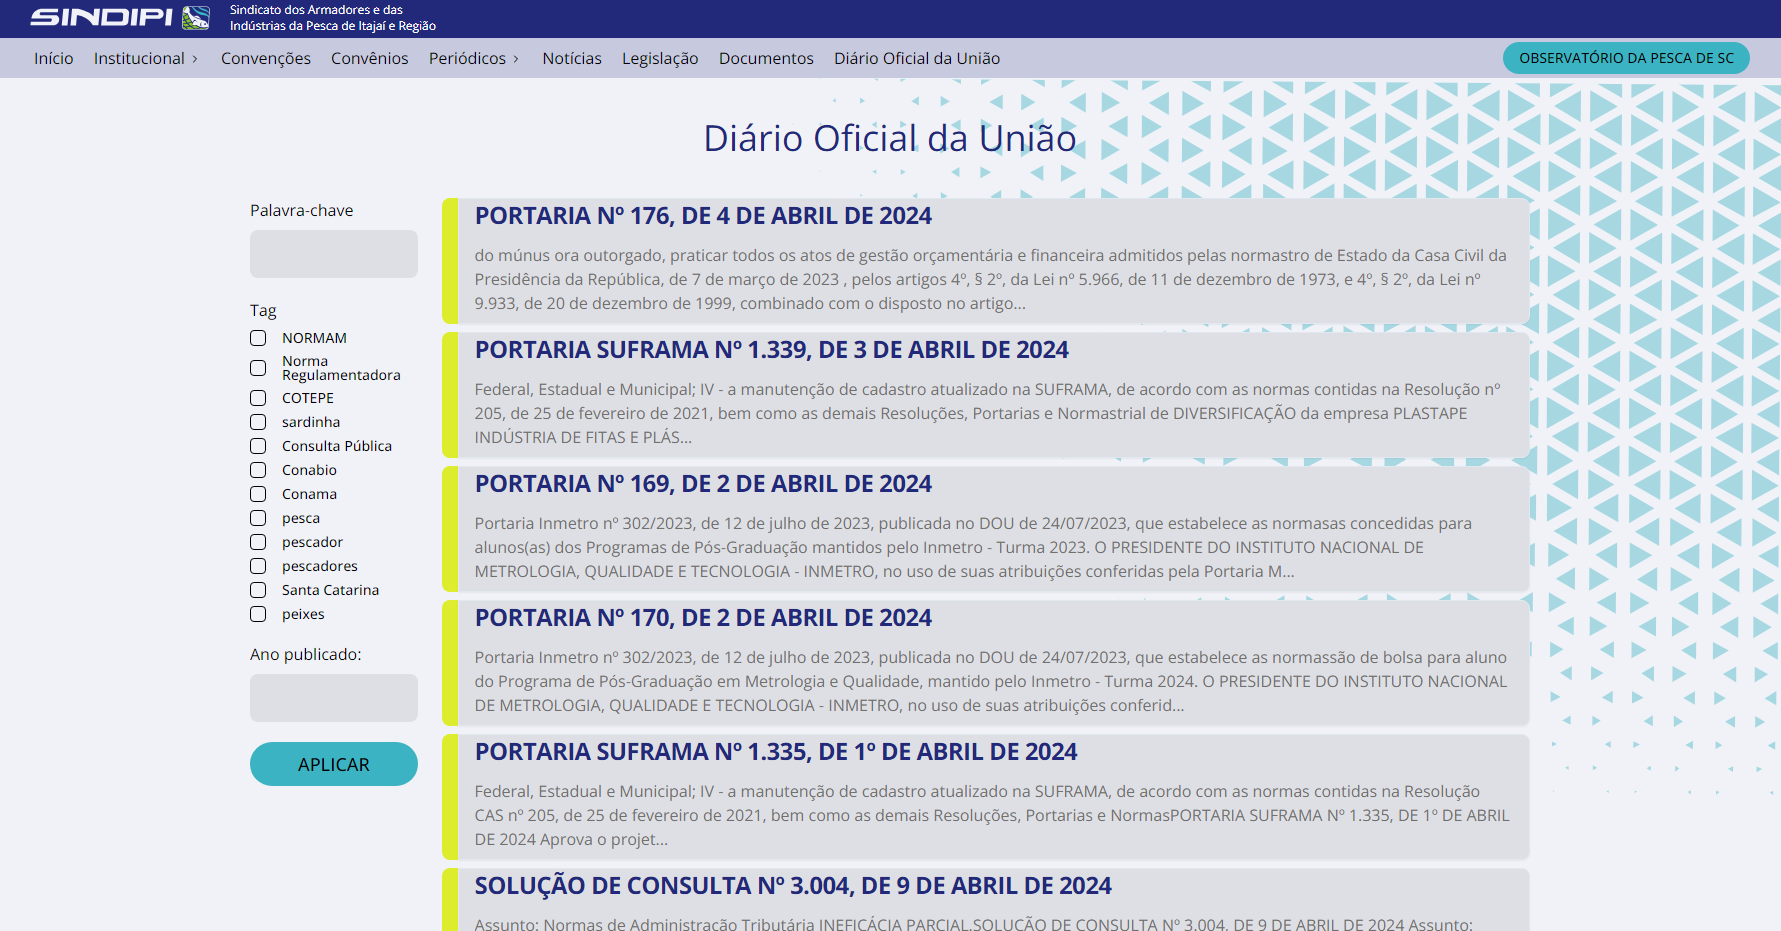 SINDIPI
Sindicato dos Armadores e das
Indústrias da Pesca de Itajaí e Região
Início Institucional Convenções Convênios Periódicos Notícias Legislação Documentos Diário Oficial da União OBSERVATÓRIO DA PESCA DE SC
Diário Oficial da União
Palavra-chave
Tag
NORMAM
Norma
Regulamentadora
COTEPE
sardinha
Consulta Pública
Conabio
Conama
pesca
pescador
pescadores
Santa Catarina
peixes
Ano publicado:
APLICAR
PORTARIA Nº 176, DE 4 DE ABRIL DE 2024
do múnus ora outorgado, praticar todos os atos de gestão orçamentária e financeira admitidos pelas normastro de Estado da Casa Civil da
Presidência da República, de 7 de março de 2023 , pelos artigos 4º, § 2º, da Lei nº 5.966, de 11 de dezembro de 1973, e 4º, § 2º, da Lei nº
9.933, de 20 de dezembro de 1999, combinado com o disposto no artigo...
PORTARIA SUFRAMA Nº 1.339, DE 3 DE ABRIL DE 2024
Federal, Estadual e Municipal; IV - a manutenção de cadastro atualizado na SUFRAMA, de acordo com as normas contidas na Resolução nº
205, de 25 de fevereiro de 2021, bem como as demais Resoluções, Portarias e Normastrial de DIVERSIFICAÇÃO da empresa PLASTAPE
INDÚSTRIA DE FITAS E PLÁS...
PORTARIA Nº 169, DE 2 DE ABRIL DE 2024
Portaria Inmetro nº 302/2023, de 12 de julho de 2023, publicada no DOU de 24/07/2023, que estabelece as normasas concedidas para
alunos(as) dos Programas de Pós-Graduação mantidos pelo Inmetro - Turma 2023. O PRESIDENTE DO INSTITUTO NACIONAL DE
METROLOGIA, QUALIDADE E TECNOLOGIA - INMETRO, no uso de suas atribuições conferidas pela Portaria M...
PORTARIA Nº 170, DE 2 DE ABRIL DE 2024
Portaria Inmetro nº 302/2023, de 12 de julho de 2023, publicada no DOU de 24/07/2023, que estabelece as normassão de bolsa para aluno
do Programa de Pós-Graduação em Metrologia e Qualidade, mantido pelo Inmetro - Turma 2024. O PRESIDENTE DO INSTITUTO NACIONAL
DE METROLOGIA, QUALIDADE E TECNOLOGIA - INMETRO, no uso de suas atribuições conferid...
PORTARIA SUFRAMA Nº 1.335, DE 1º DE ABRIL DE 2024
Federal, Estadual e Municipal; IV - a manutenção de cadastro atualizado na SUFRAMA, de acordo com as normas contidas na Resolução
CAS nº 205, de 25 de fevereiro de 2021, bem como as demais Resoluções, Portarias e NormasPORTARIA SUFRAMA Nº 1.335, DE 1º DE ABRIL
DE 2024 Aprova o projet...
SOLUÇÃO DE CONSULTA Nº 3.004, DE 9 DE ABRIL DE 2024
Assunto: Normas de Administração Tributária INEFICÁCIA PARCIAL.SOLUÇÃO DE CONSULTA Nº 3.004, DE 9 DE ABRIL DE 2024 Assunto: